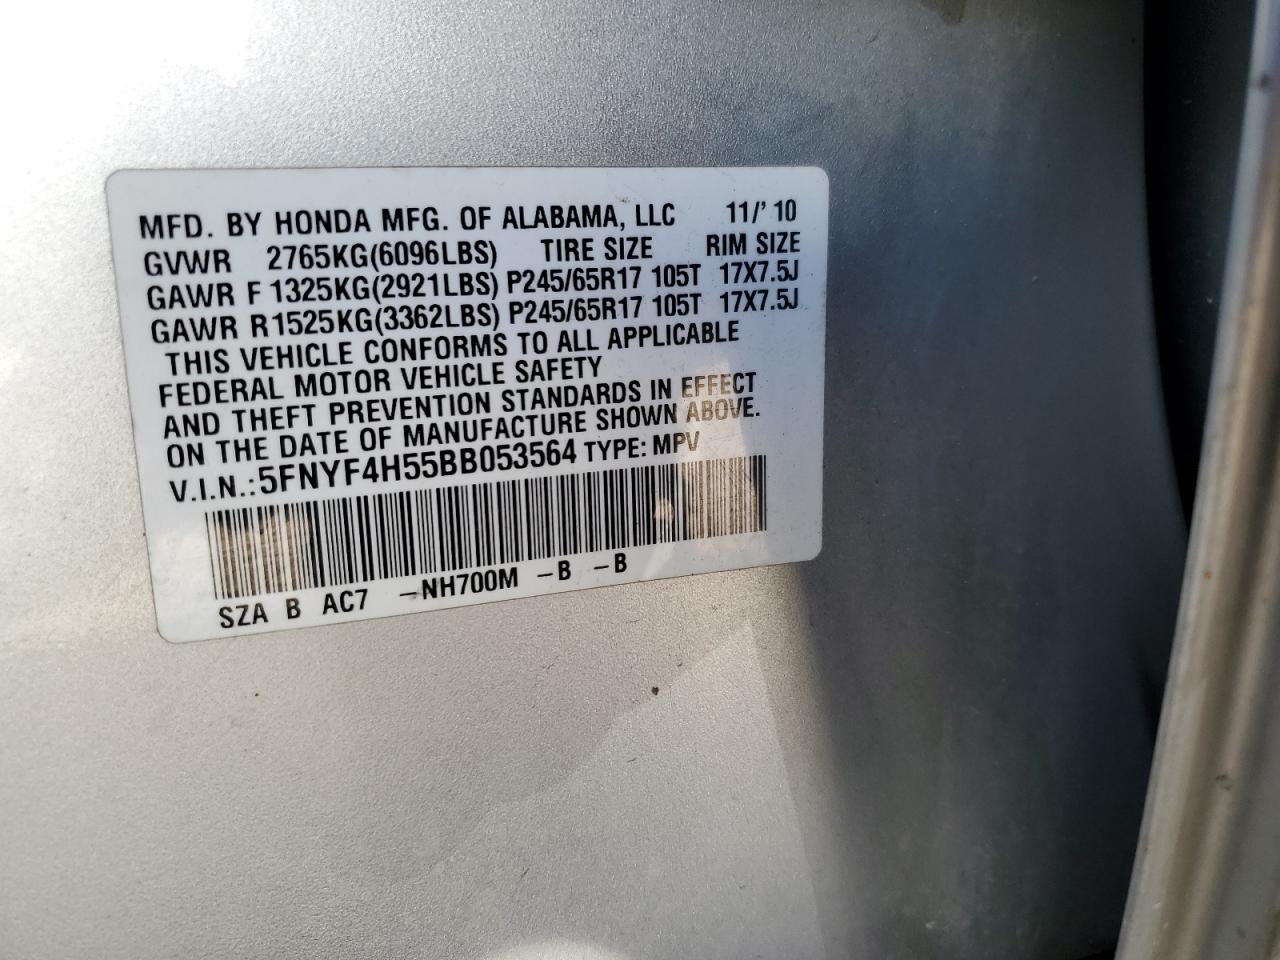 MFD. BY HONDA MFG. OF ALABAMA, LLC 11/' 10
GVWR 2765KG(6096LBS) TIRE SIZE RIM SIZE
GAWR F 1325KG(2921LBS) P245/65R17 105T 17X7.5J
GAWR R1525KG(3362LBS) P245/65R17 105T 17X7.5J
THIS VEHICLE CONFORMS TO ALL APPLICABLE
FEDERAL MOTOR VEHICLE SAFETY
AND THEFT PREVENTION STANDARDS IN EFFECT
ON THE DATE OF MANUFACTURE SHOWN ABOVE.
V.I.N.:5FNYF4H55BB053564 TYPE: MPV
SZA B AC7 -NH700M -B -B